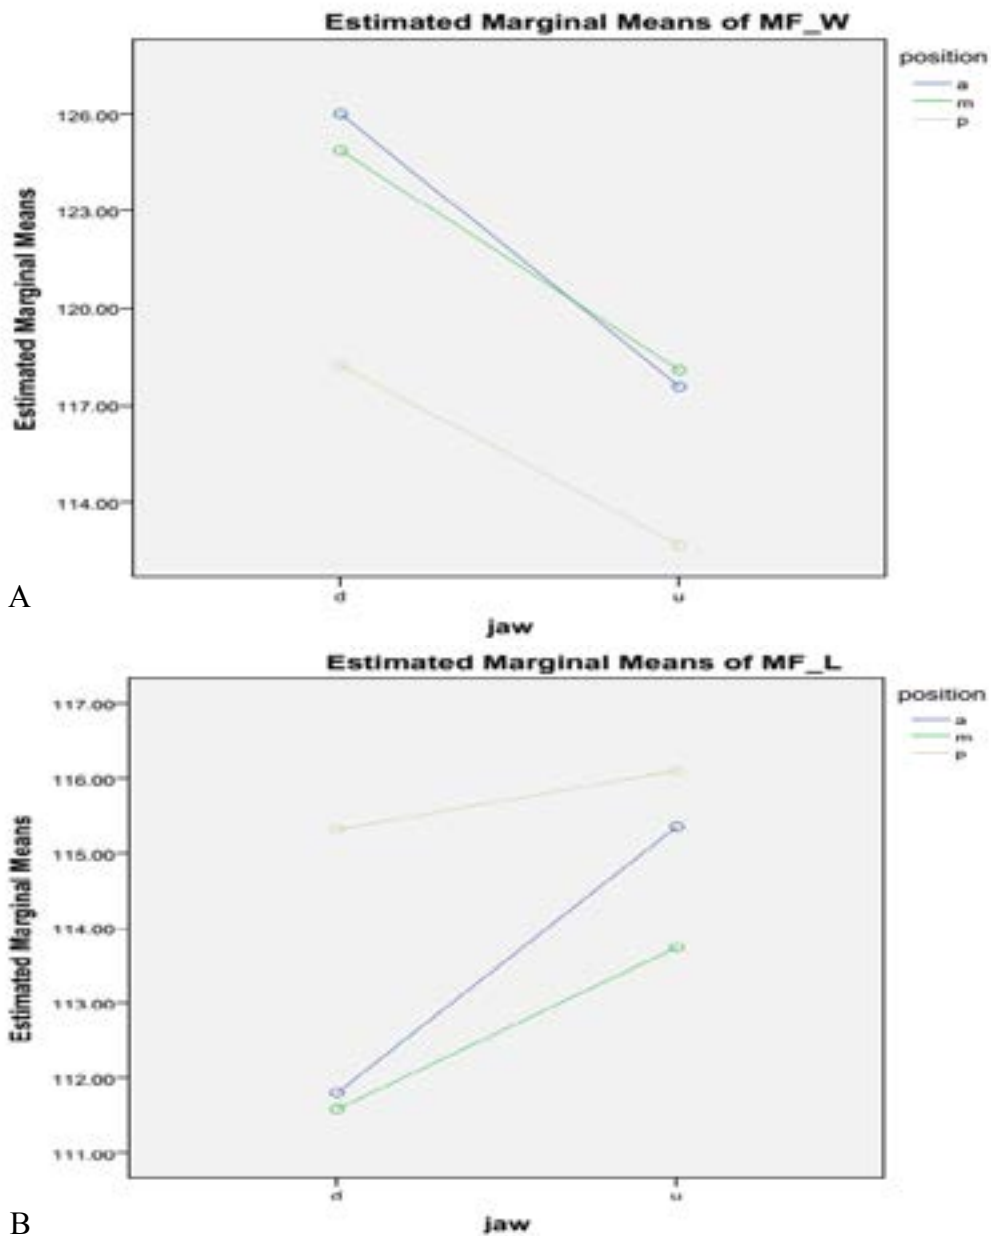 Estimated Marginal Means of MF_W
position
a
m
p
126.00
123.00
120.00
117.00
114.00
Estimated Marginal Means
d
u
jaw
A
Estimated Marginal Means of MF_L
position
a
m
p
117.00
116.00
115.00
114.00
113.00
112.00
111.00
Estimated Marginal Means
d
u
jaw
B